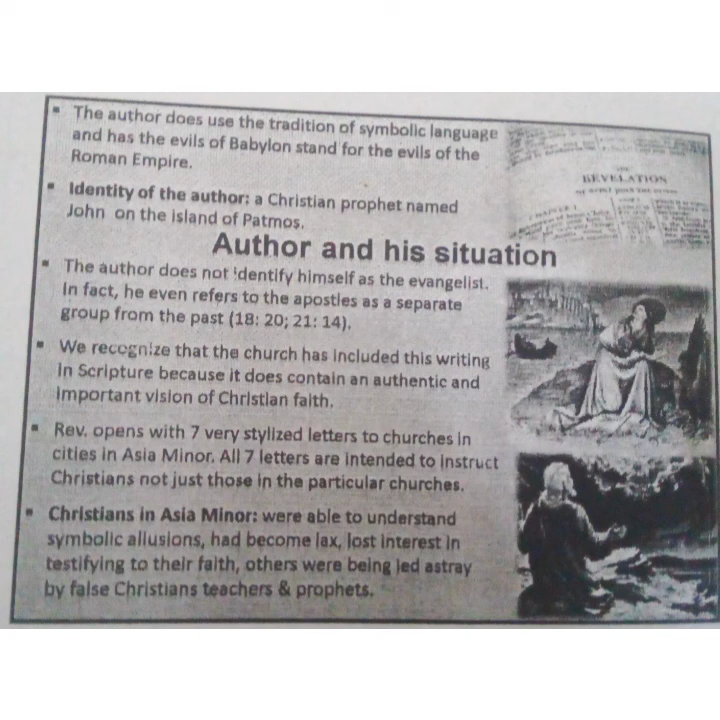 ▪ The author does use the tradition of symbolic language
and has the evils of Babylon stand for the evils of the
Roman Empire.
▪ Identity of the author: a Christian prophet named
John on the island of Patmos.
Author and his situation
▪ The author does not identify himself as the evangelist.
In fact, he even refers to the apostles as a separate
group from the past (18: 20; 21: 14).
▪ We recognize that the church has included this writing
in Scripture because it does contain an authentic and
important vision of Christian faith.
▪ Rev. opens with 7 very stylized letters to churches in
cities in Asia Minor. All 7 letters are intended to instruct
Christians not just those in the particular churches.
▪ Christians in Asia Minor: were able to understand
symbolic allusions, had become lax, lost interest in
testifying to their faith, others were being led astray
by false Christians teachers & prophets.
REVELATION
CHAPTER I.